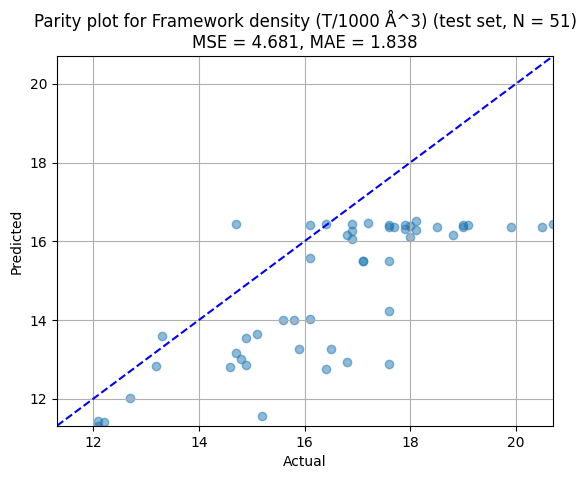 Parity plot for Framework density (T/1000 Å^3) (test set, N = 51)
MSE = 4.681, MAE = 1.838
20
18
16
14
12
Predicted
12 14 16 18 20
Actual